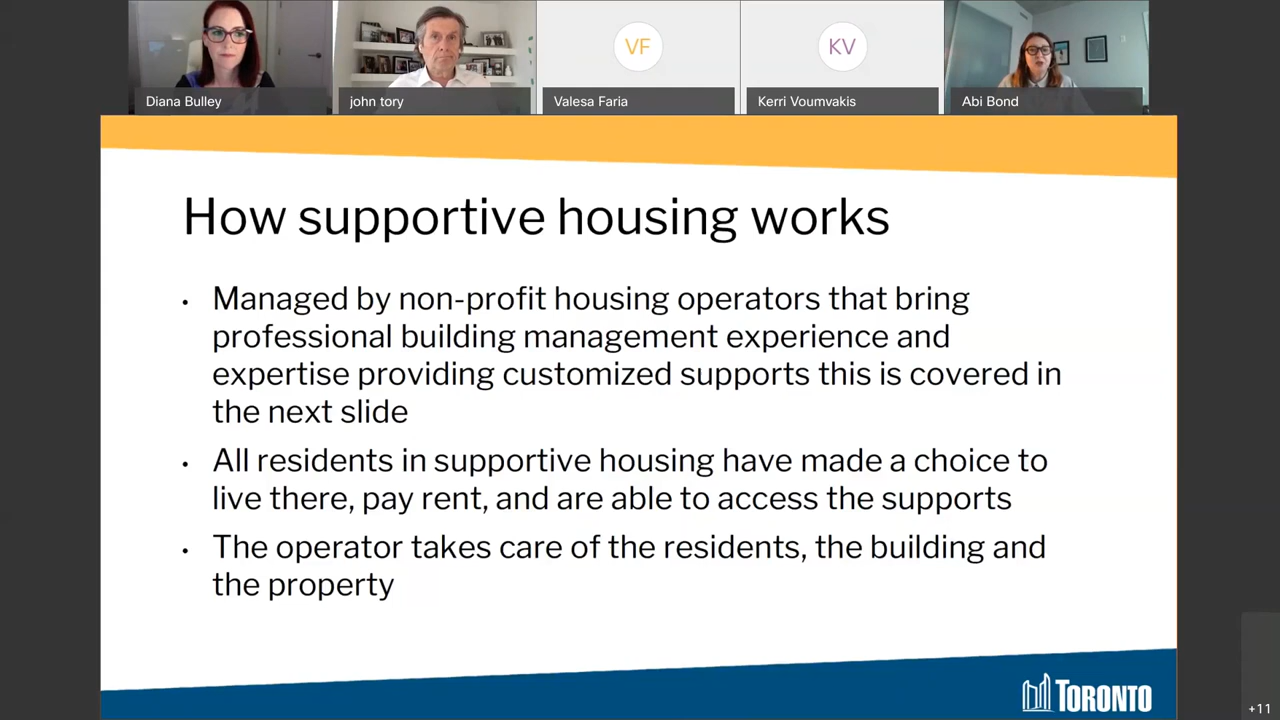 Diana Bulley
john tory
VF
Valesa Faria
KV
Kerri Voumvakis
Abi Bond
How supportive housing works
• Managed by non-profit housing operators that bring
professional building management experience and
expertise providing customized supports this is covered in
the next slide
• All residents in supportive housing have made a choice to
live there, pay rent, and are able to access the supports
• The operator takes care of the residents, the building and
the property
TORONTO
+11